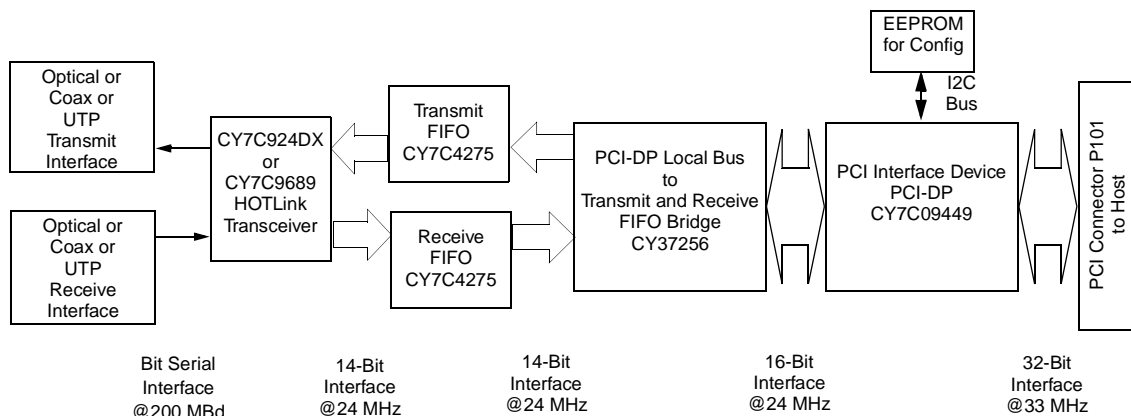 EEPROM
for Config
I2C
Bus
Optical or
Coax or
UTP
Transmit
Interface
Optical or
Coax or
UTP
Receive
Interface
CY7C924DX
or
CY7C9689
HOTLink
Transceiver
Transmit
FIFO
CY7C4275
Receive
FIFO
CY7C4275
PCI-DP Local Bus
to
Transmit and Receive
FIFO Bridge
CY37256
PCI Interface Device
PCI-DP
CY7C09449
PCI Connector P101
to Host
Bit Serial
Interface
@200 MBd
14-Bit
Interface
@24 MHz
14-Bit
Interface
@24 MHz
16-Bit
Interface
@24 MHz
32-Bit
Interface
@33 MHz